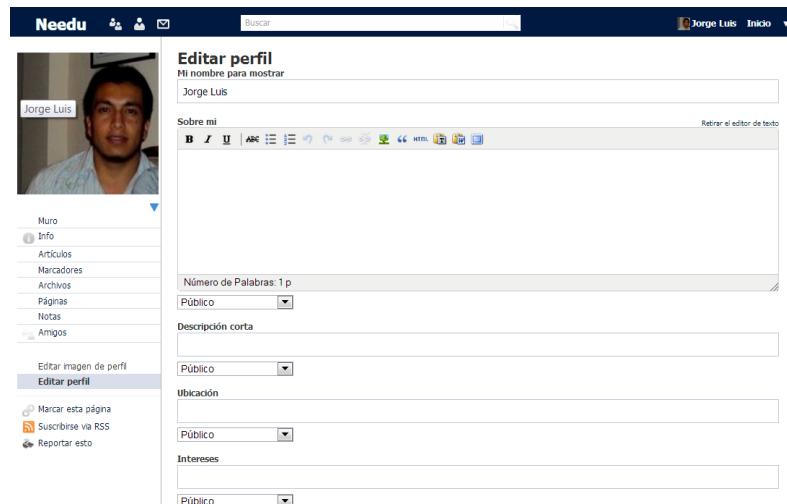 Needu
Buscar
Jorge Luis Inicio
Jorge Luis
Muro
Info
Artículos
Marcadores
Archivos
Páginas
Notas
Amigos
Editar imagen de perfil
Editar perfil
Marcar esta página
Suscribirse via RSS
Reportar esto
Editar perfil
Mi nombre para mostrar
Jorge Luis
Sobre mi
Retirar el editor de texto
B I U ABC HTML
Número de Palabras: 1 p
Público
Descripción corta
Público
Ubicación
Público
Intereses
Público